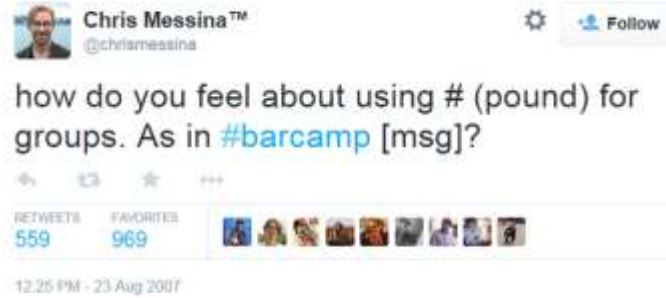 Chris Messina™
@chrismessina
Follow
how do you feel about using # (pound) for
groups. As in #barcamp [msg]?
RETWEETS FAVORITES
559 969
12:25 PM - 23 Aug 2007